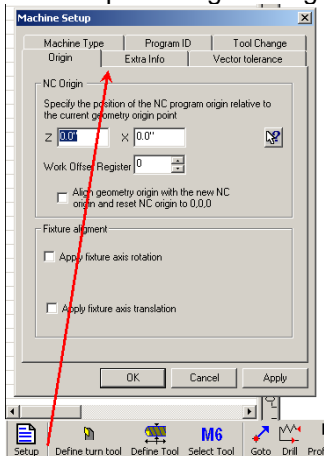 Machine Setup
Machine Type
Program ID
Tool Change
Origin
Extra Info
Vector tolerance
NC Origin
Specify the position of the NC program origin relative to
the current geometry origin point
Z 0.0" X 0.0"
Work Offset Register 0
Align geometry origin with the new NC
origin and reset NC origin to 0,0,0
Fixture aligment
Apply fixture axis rotation
Apply fixture axis translation
OK Cancel Apply
M6
Setup Define turn tool Define Tool Select Tool Goto Drill